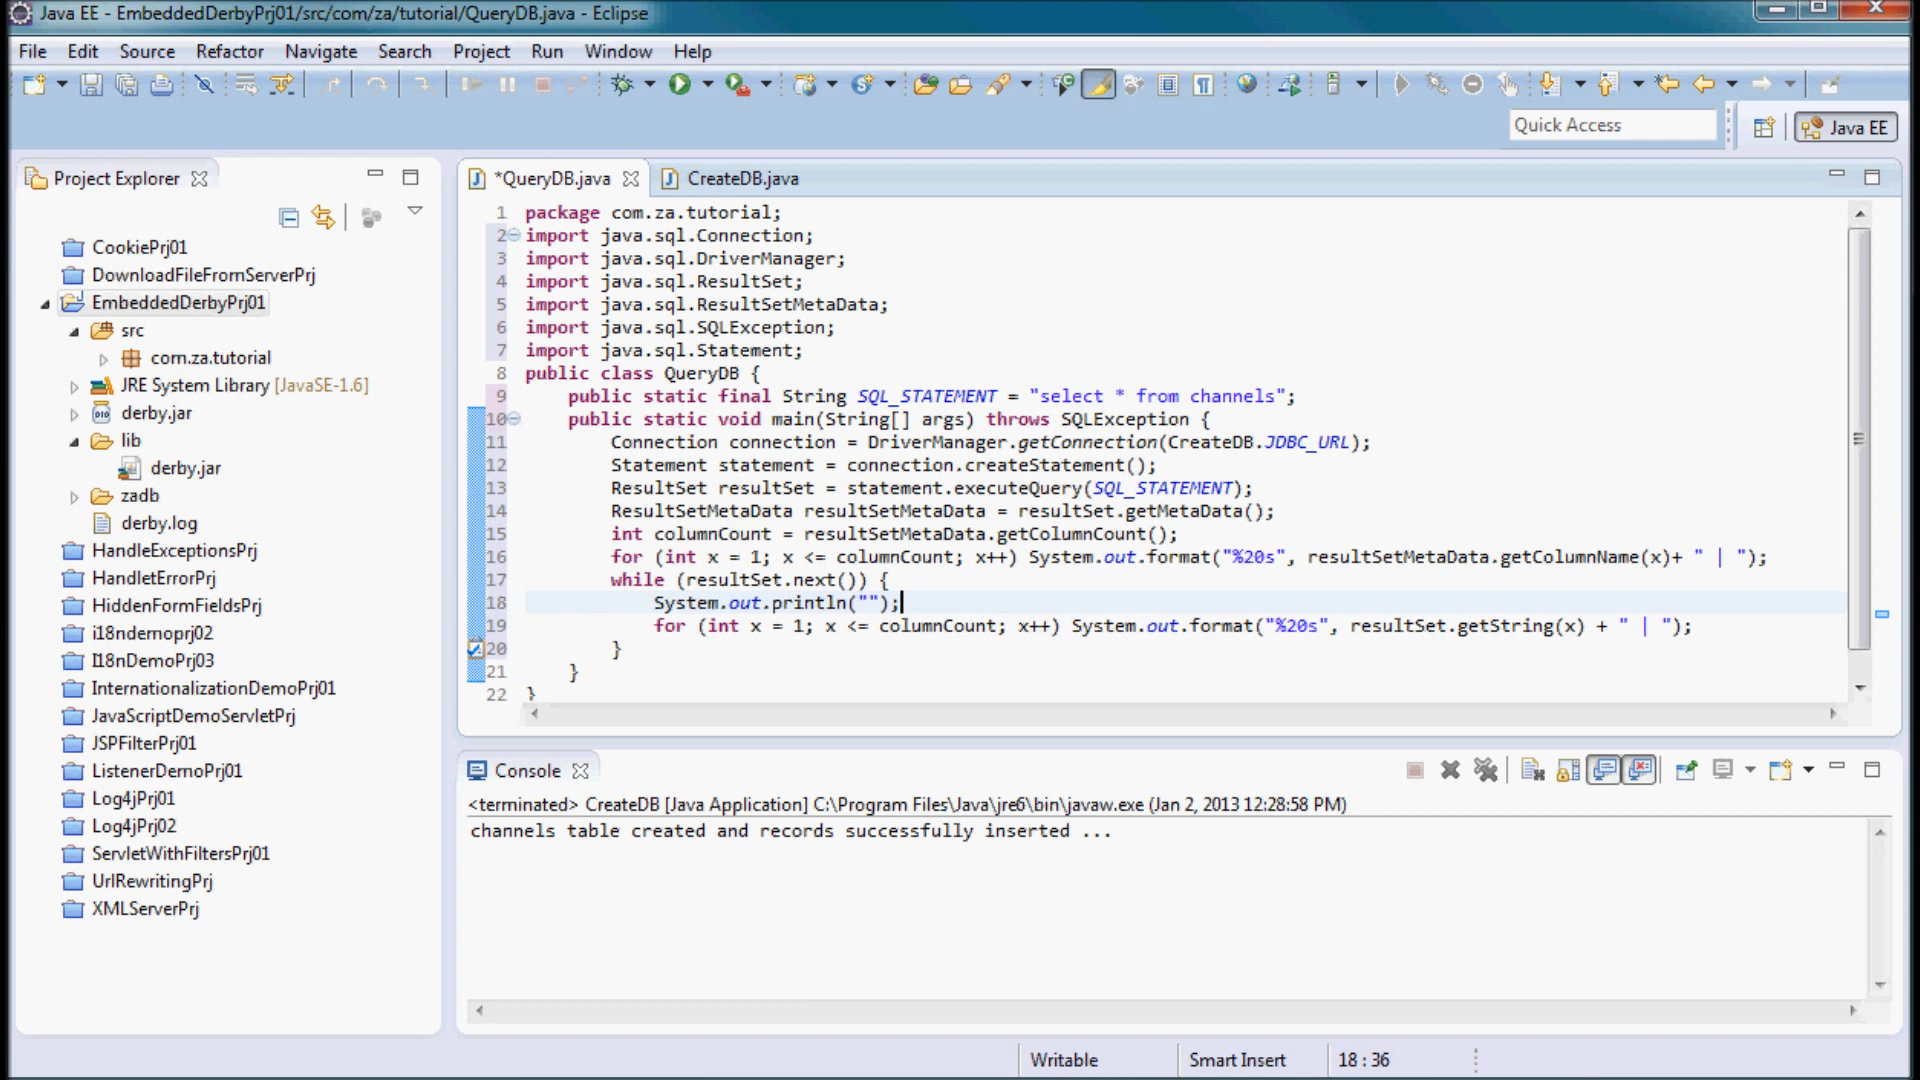 Java EE - EmbeddedDerbyPrj01/src/com/za/tutorial/QueryDB.java - Eclipse
File Edit Source Refactor Navigate Search Project Run Window Help
Quick Access
Java EE
Project Explorer
CookiePrj01
DownloadFileFromServerPrj
EmbeddedDerbyPrj01
src
com.za.tutorial
JRE System Library [JavaSE-1.6]
derby.jar
lib
derby.jar
zadb
derby.log
HandleExceptionsPrj
HandletErrorPrj
HiddenFormFieldsPrj
i18ndemoprj02
I18nDemoPrj03
InternationalizationDemoPrj01
JavaScriptDemoServletPrj
JSPFilterPrj01
ListenerDemoPrj01
Log4jPrj01
Log4jPrj02
ServletWithFiltersPrj01
UrlRewritingPrj
XMLServerPrj
*QueryDB.java CreateDB.java
1 package com.za.tutorial;
2 import java.sql.Connection;
3 import java.sql.DriverManager;
4 import java.sql.ResultSet;
5 import java.sql.ResultSetMetaData;
6 import java.sql.SQLException;
7 import java.sql.Statement;
8 public class QueryDB {
9 public static final String SQL_STATEMENT = "select * from channels";
10 public static void main(String[] args) throws SQLException {
11 Connection connection = DriverManager.getConnection(CreateDB.JDBC_URL);
12 Statement statement = connection.createStatement();
13 ResultSet resultSet = statement.executeQuery(SQL_STATEMENT);
14 ResultSetMetaData resultSetMetaData = resultSet.getMetaData();
15 int columnCount = resultSetMetaData.getColumnCount();
16 for (int x = 1; x <= columnCount; x++) System.out.format("%20s", resultSetMetaData.getColumnName(x)+ " | ");
17 while (resultSet.next()) {
18 System.out.println("");
19 for (int x = 1; x <= columnCount; x++) System.out.format("%20s", resultSet.getString(x) + " | ");
20 }
21 }
22 }
Console
<terminated> CreateDB [Java Application] C:\Program Files\Java\jre6\bin\javaw.exe (Jan 2, 2013 12:28:58 PM)
channels table created and records successfully inserted ...
Writable Smart Insert 18 : 36